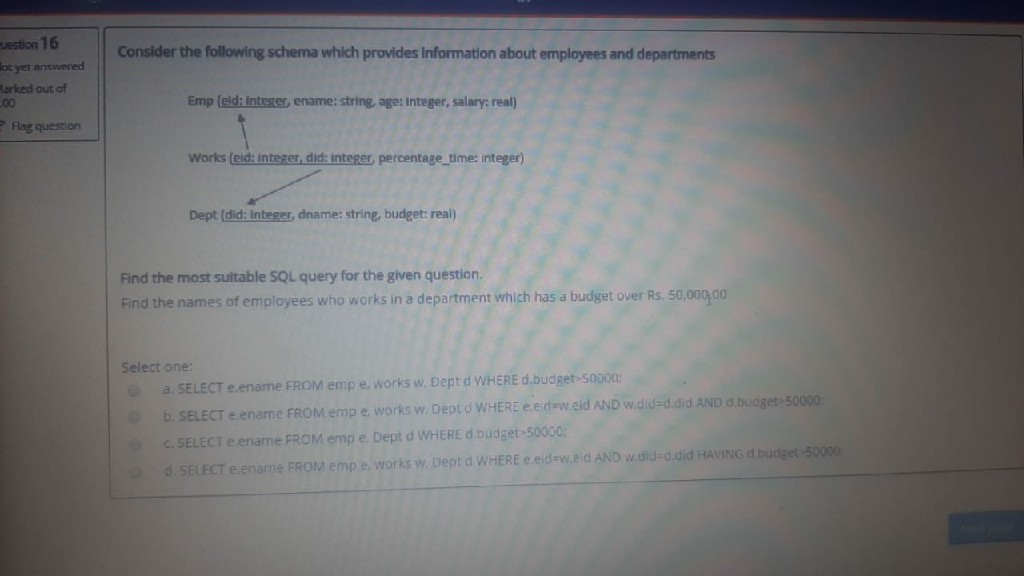 uestion 16
ot yet answered
Marked out of
.00
Flag question
Consider the following schema which provides Information about employees and departments
Emp (eid: Integer, ename: string, age: Integer, salary: real)
Works (eid: integer, did: integer, percentage_time: integer)
Dept (did: Integer, dname: string, budget: real)
Find the most suitable SQL query for the given question.
Find the names of employees who works in a department which has a budget over Rs. 50,000.00
Select one:
a. SELECT e.ename FROM emp e, works w, Dept d WHERE d.budget>50000;
b. SELECT e.ename FROM emp e, works w, Dept d WHERE e.eid=w.eid AND w.did=d.did AND d.budget>50000;
c. SELECT e.ename FROM emp e, Dept d WHERE d.budget>50000;
d. SELECT e.ename FROM emp e, works w, Dept d WHERE e.eid=w.eid AND w.did=d.did HAVING d.budget>50000;